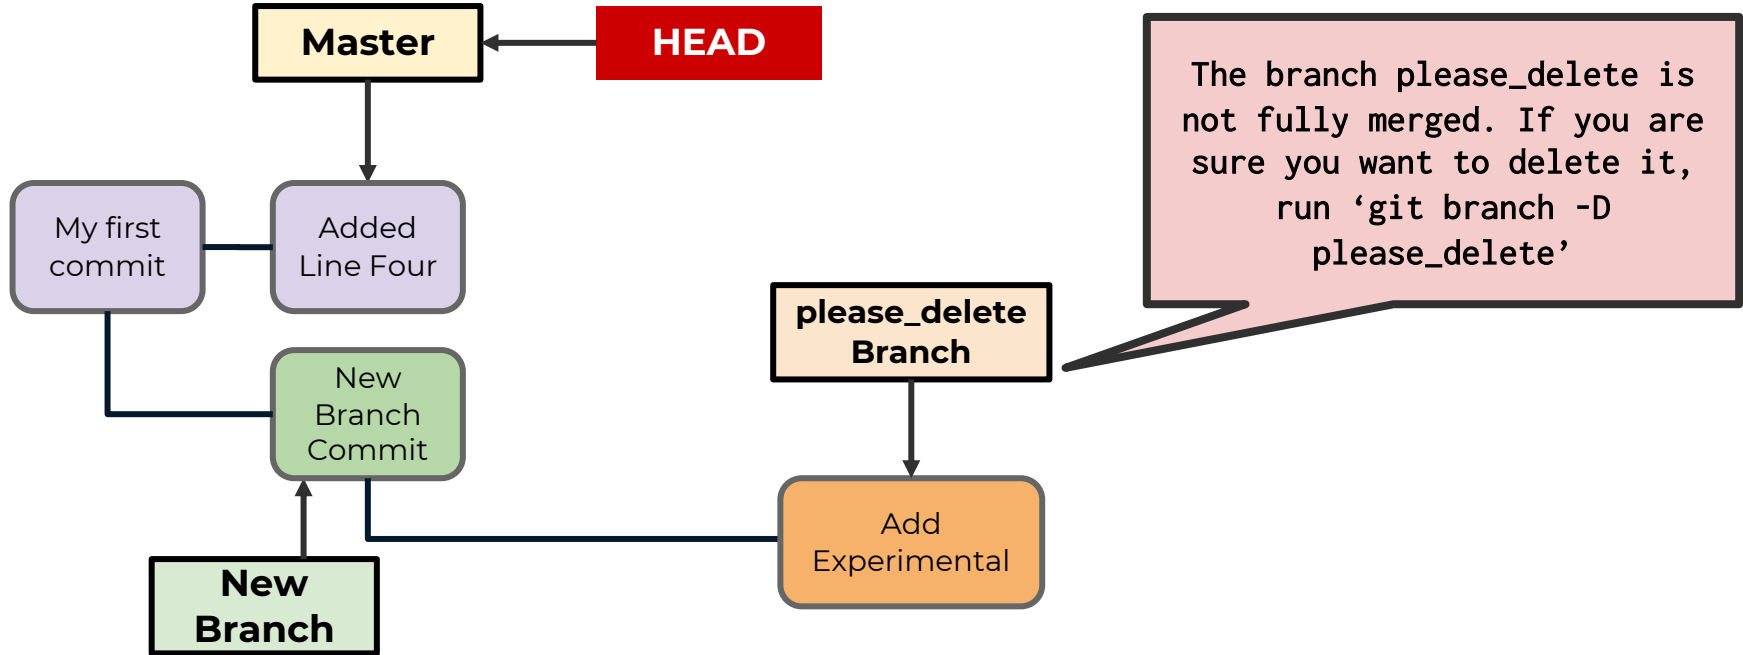 Master
HEAD
The branch please_delete is
not fully merged. If you are
sure you want to delete it,
run ‘git branch -D
please_delete’
My first
commit
Added
Line Four
please_delete
Branch
New
Branch
Commit
Add
Experimental
New
Branch